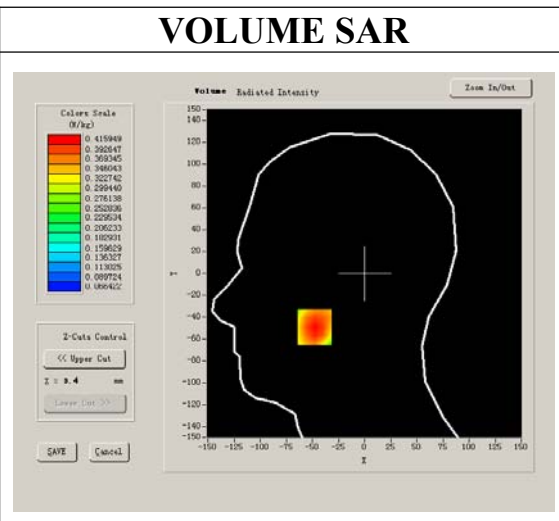 VOLUME SAR
Volume Radiated Intensity
Zoom In/Out
Colors Scale
(W/kg)
0.415949
0.392647
0.369345
0.346043
0.322742
0.299440
0.276138
0.252836
0.229534
0.206233
0.182931
0.159629
0.136327
0.113025
0.089724
0.066422
150
140
120
100
80
60
40
20
0
-20
-40
-60
-80
-100
-120
-140
-150
Y
-150 -125 -100 -75 -50 -25 0 25 50 75 100 125 150
X
Z-Cuts Control
<< Upper Cut
Z = 3.4 mm
Lower Cut >>
SAVE
Cancel